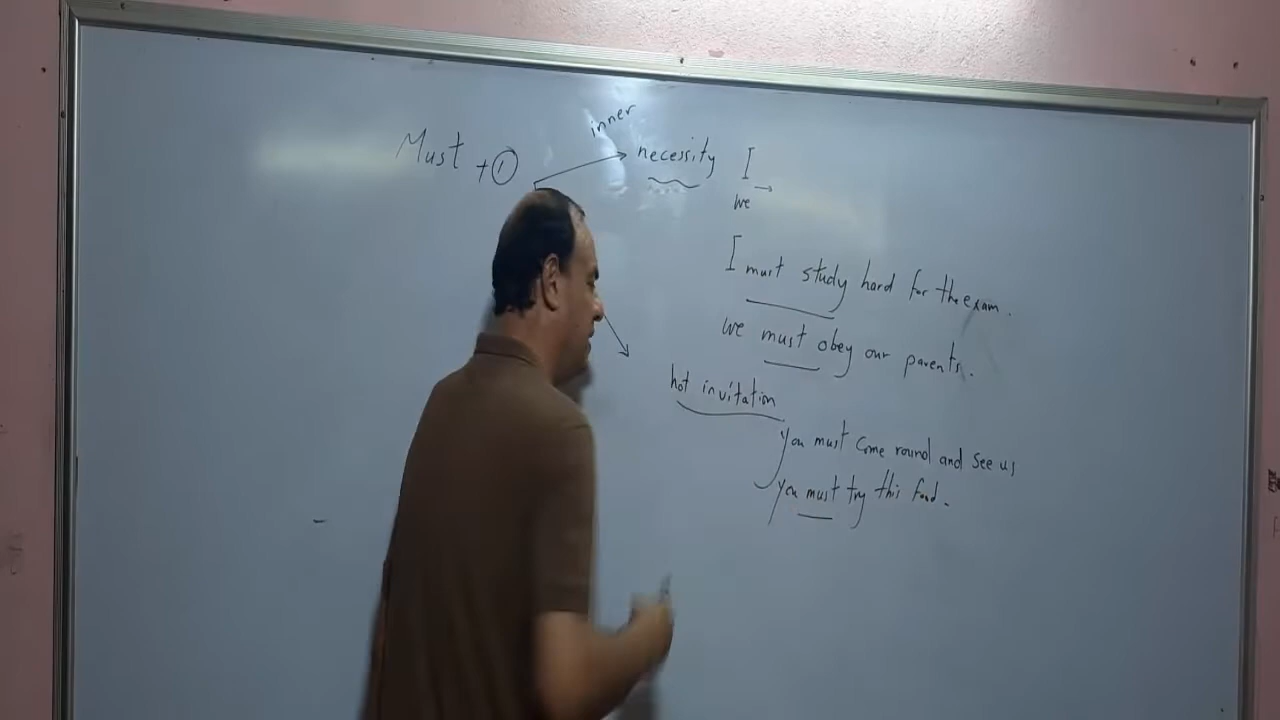 Must + ① inner necessity I
we →
I must study hard for the exam.
we must obey our parents.
hot invitation
you must come round and see us
you must try this food.